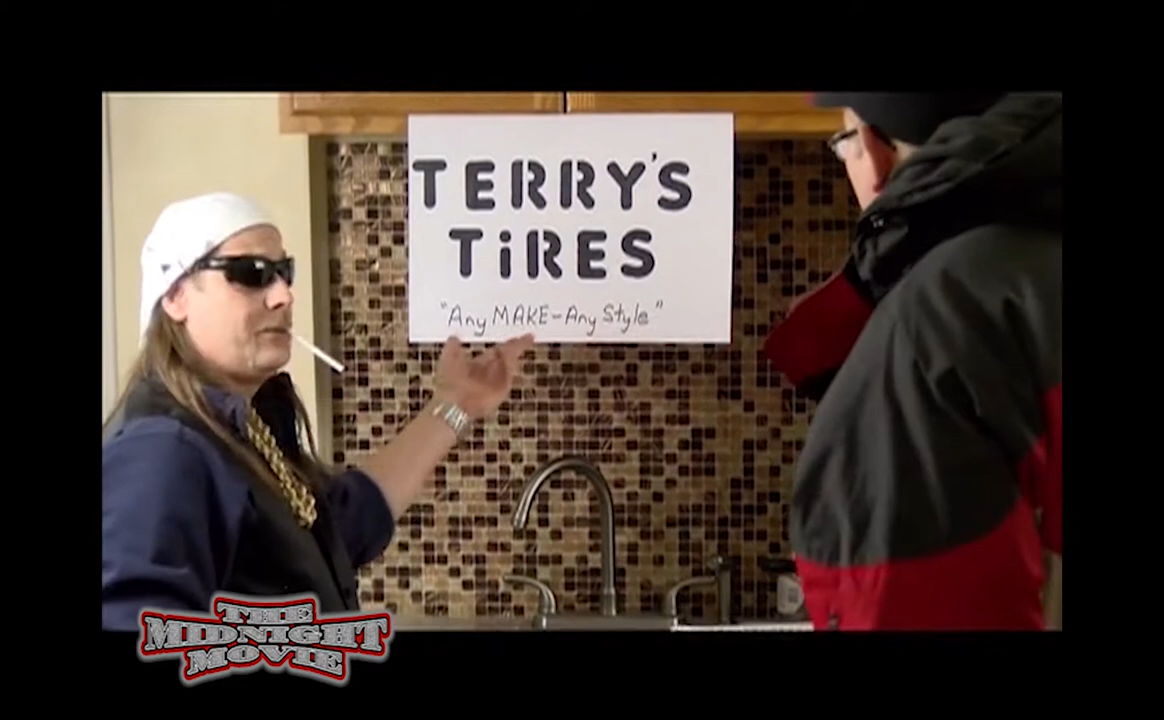 TERRY'S
TiRES
"Any MAKE-Any Style"
THE
MIDNIGHT
MOVIE